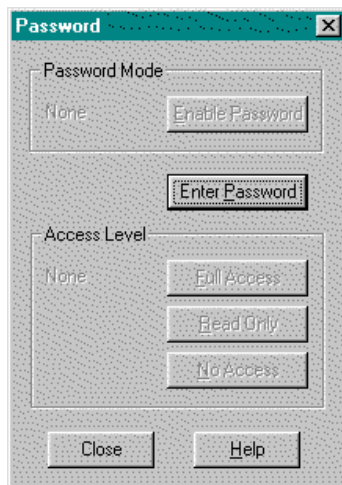 Password
Password Mode
None Enable Password
Enter Password
Access Level
None Full Access
Read Only
No Access
Close Help